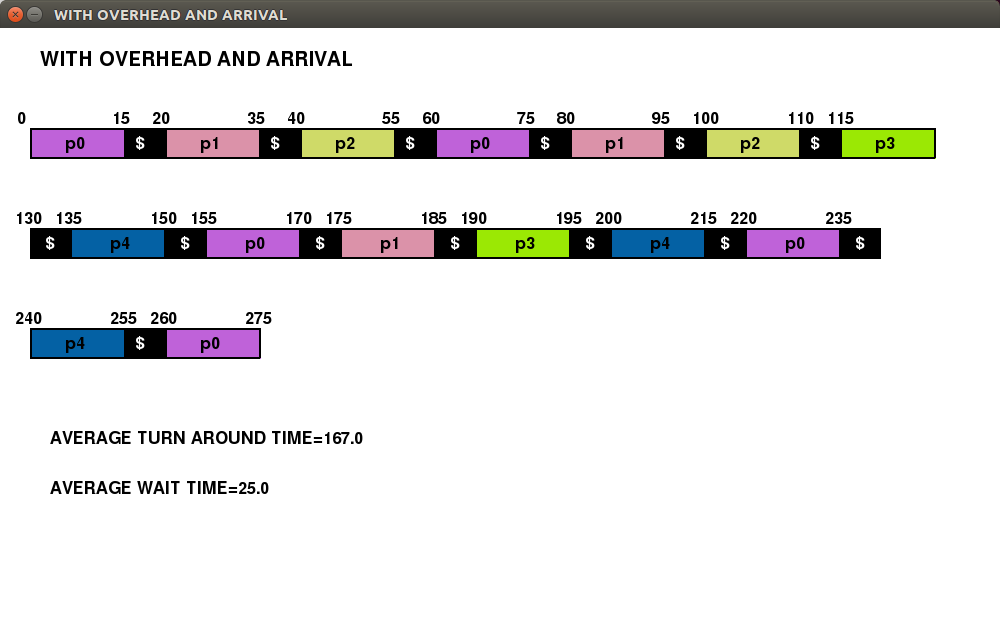 WITH OVERHEAD AND ARRIVAL
WITH OVERHEAD AND ARRIVAL
0 15 20 35 40 55 60 75 80 95 100 110 115
p0 $ p1 $ p2 $ p0 $ p1 $ p2 $ p3
130 135 150 155 170 175 185 190 195 200 215 220 235
$ p4 $ p0 $ p1 $ p3 $ p4 $ p0 $
240 255 260 275
p4 $ p0
AVERAGE TURN AROUND TIME=167.0
AVERAGE WAIT TIME=25.0